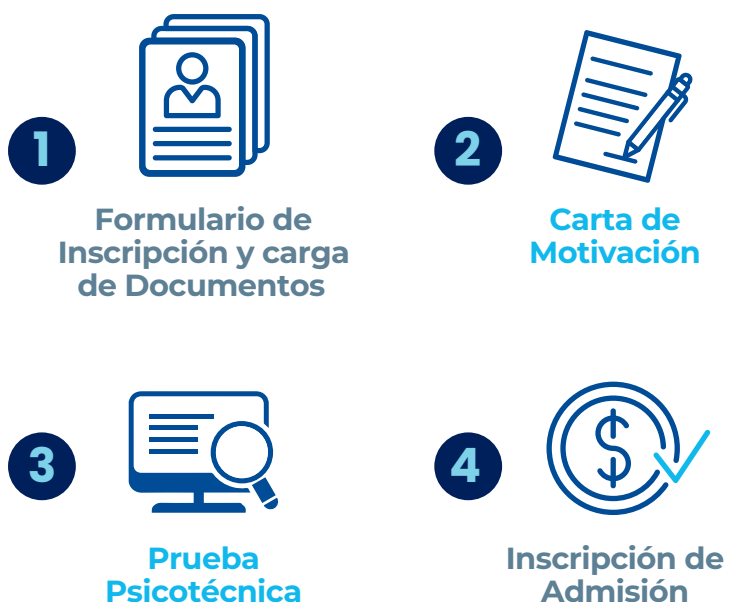 1
Formulario de
Inscripción y carga
de Documentos
2
Carta de
Motivación
3
Prueba
Psicotécnica
4
$
Inscripción de
Admisión